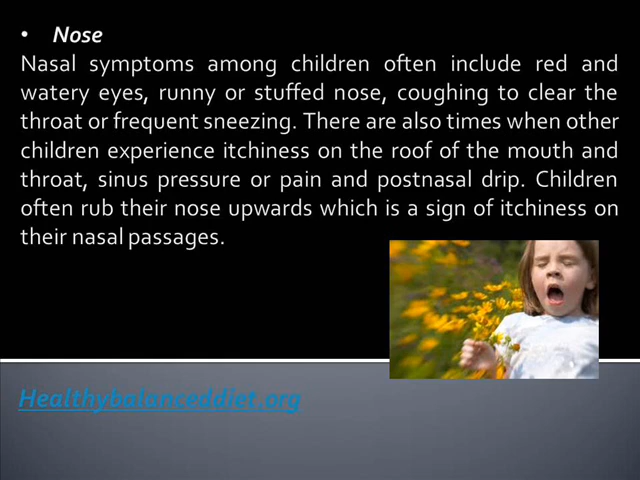 • Nose
Nasal symptoms among children often include red and
watery eyes, runny or stuffed nose, coughing to clear the
throat or frequent sneezing. There are also times when other
children experience itchiness on the roof of the mouth and
throat, sinus pressure or pain and postnasal drip. Children
often rub their nose upwards which is a sign of itchiness on
their nasal passages.
Healthybalanceddiet.org